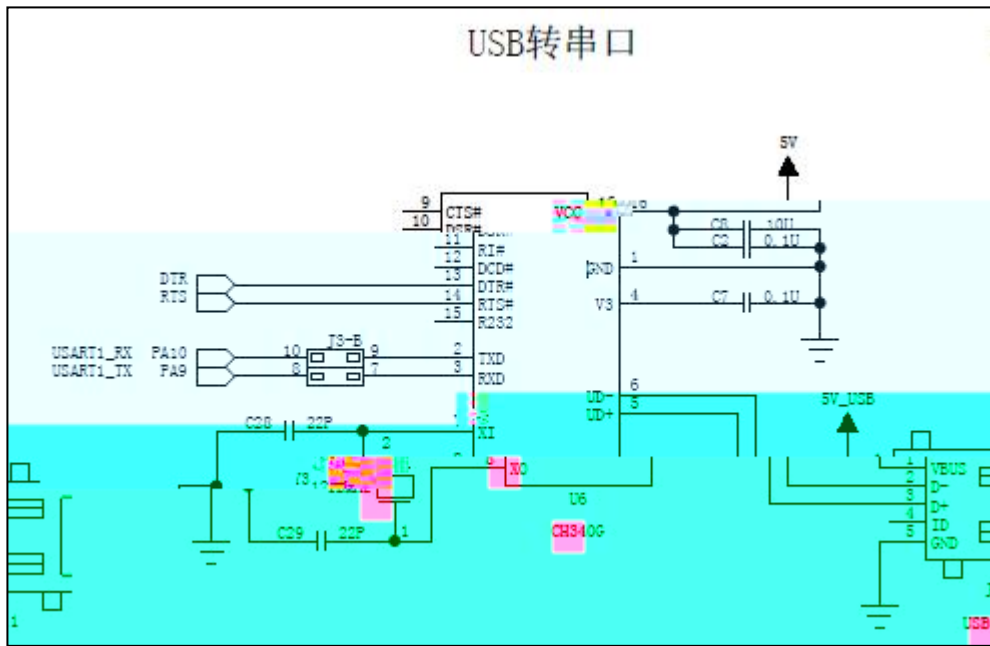 USB转串口
5V
9 CTS# VCC
10 DSR#
C8 10U
11 RI# C2 0.1U
12 DCD# GND 1
DTR 13 DTR#
RTS 14 RTS# V3 4 C7 0.1U
15 R232
J3-B
USART1_RX PA10 10 9 2 TXD
USART1_TX PA9 8 7 3 RXD
UD- 6
UD+ 5
5V_USB
C28 22P XI
2
XO
1 VBUS
2 D-
3 D+
4 ID
5 GND
U6
C29 22P 1 CH340G
1 USB